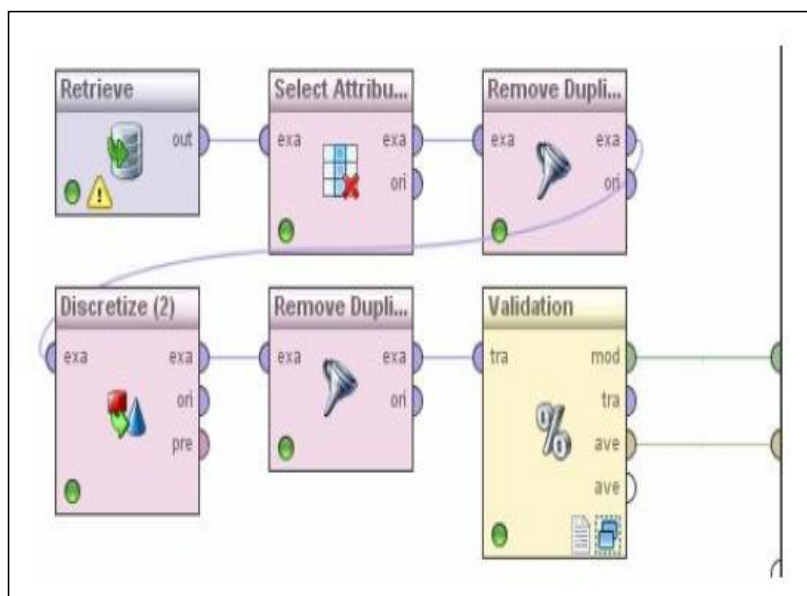 Retrieve
out
Select Attribu...
exa
exa
ori
Remove Dupli...
exa
exa
ori
Discretize (2)
exa
exa
ori
pre
Remove Dupli...
exa
exa
ori
Validation
tra
mod
tra
ave
ave